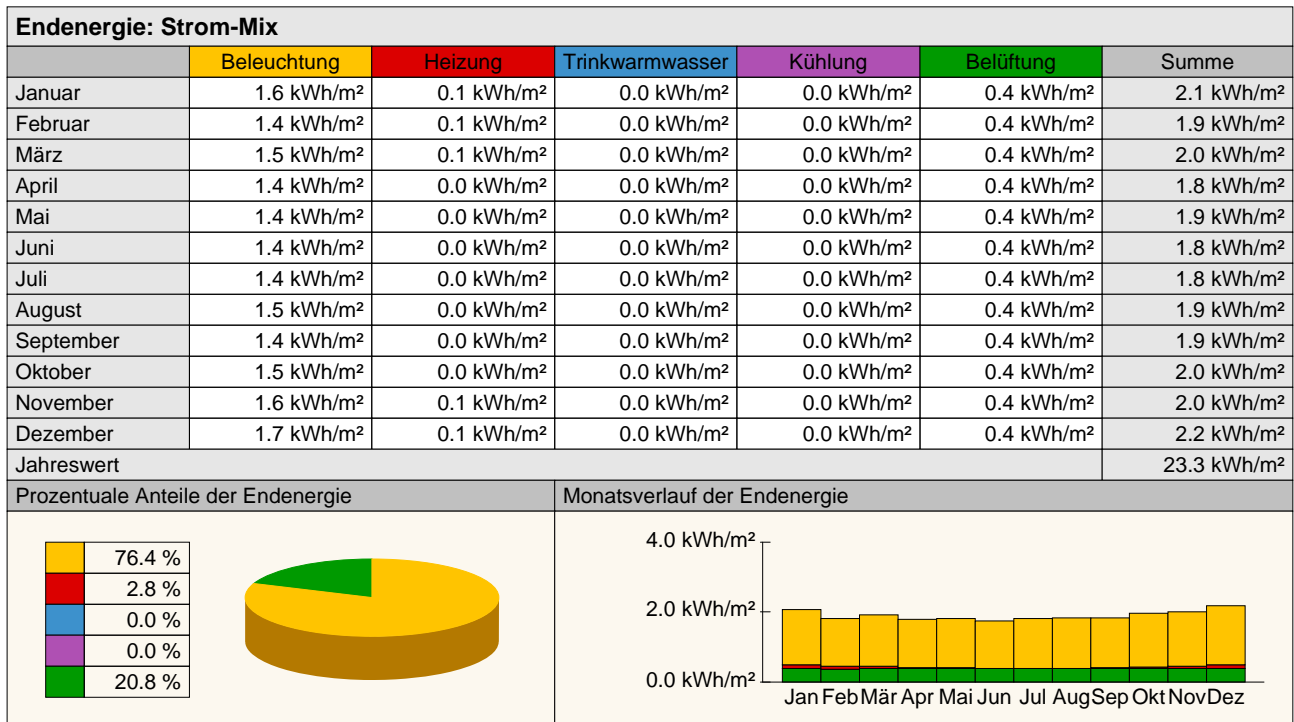 Endenergie: Strom-Mix
Beleuchtung Heizung Trinkwarmwasser Kühlung Belüftung Summe
Januar 1.6 kWh/m² 0.1 kWh/m² 0.0 kWh/m² 0.0 kWh/m² 0.4 kWh/m² 2.1 kWh/m²
Februar 1.4 kWh/m² 0.1 kWh/m² 0.0 kWh/m² 0.0 kWh/m² 0.4 kWh/m² 1.9 kWh/m²
März 1.5 kWh/m² 0.1 kWh/m² 0.0 kWh/m² 0.0 kWh/m² 0.4 kWh/m² 2.0 kWh/m²
April 1.4 kWh/m² 0.0 kWh/m² 0.0 kWh/m² 0.0 kWh/m² 0.4 kWh/m² 1.8 kWh/m²
Mai 1.4 kWh/m² 0.0 kWh/m² 0.0 kWh/m² 0.0 kWh/m² 0.4 kWh/m² 1.9 kWh/m²
Juni 1.4 kWh/m² 0.0 kWh/m² 0.0 kWh/m² 0.0 kWh/m² 0.4 kWh/m² 1.8 kWh/m²
Juli 1.4 kWh/m² 0.0 kWh/m² 0.0 kWh/m² 0.0 kWh/m² 0.4 kWh/m² 1.8 kWh/m²
August 1.5 kWh/m² 0.0 kWh/m² 0.0 kWh/m² 0.0 kWh/m² 0.4 kWh/m² 1.9 kWh/m²
September 1.4 kWh/m² 0.0 kWh/m² 0.0 kWh/m² 0.0 kWh/m² 0.4 kWh/m² 1.9 kWh/m²
Oktober 1.5 kWh/m² 0.0 kWh/m² 0.0 kWh/m² 0.0 kWh/m² 0.4 kWh/m² 2.0 kWh/m²
November 1.6 kWh/m² 0.1 kWh/m² 0.0 kWh/m² 0.0 kWh/m² 0.4 kWh/m² 2.0 kWh/m²
Dezember 1.7 kWh/m² 0.1 kWh/m² 0.0 kWh/m² 0.0 kWh/m² 0.4 kWh/m² 2.2 kWh/m²
Jahreswert 23.3 kWh/m²
Prozentuale Anteile der Endenergie
76.4 %
2.8 %
0.0 %
0.0 %
20.8 %
Monatsverlauf der Endenergie
4.0 kWh/m²
2.0 kWh/m²
0.0 kWh/m²
Jan Feb Mär Apr Mai Jun Jul Aug Sep Okt Nov Dez